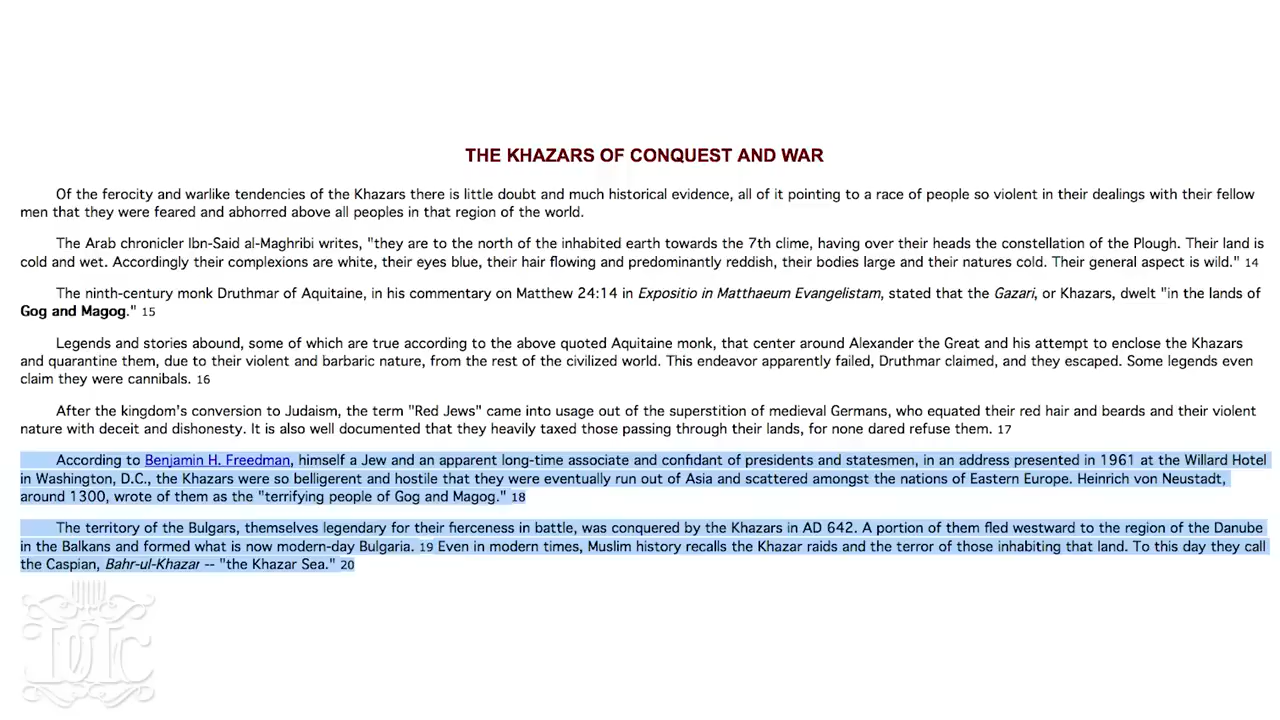 THE KHAZARS OF CONQUEST AND WAR
Of the ferocity and warlike tendencies of the Khazars there is little doubt and much historical evidence, all of it pointing to a race of people so violent in their dealings with their fellow
men that they were feared and abhorred above all peoples in that region of the world.
The Arab chronicler Ibn-Said al-Maghribi writes, "they are to the north of the inhabited earth towards the 7th clime, having over their heads the constellation of the Plough. Their land is
cold and wet. Accordingly their complexions are white, their eyes blue, their hair flowing and predominantly reddish, their bodies large and their natures cold. Their general aspect is wild." 14
The ninth-century monk Druthmar of Aquitaine, in his commentary on Matthew 24:14 in Expositio in Matthaeum Evangelistam, stated that the Gazari, or Khazars, dwelt "in the lands of
Gog and Magog." 15
Legends and stories abound, some of which are true according to the above quoted Aquitaine monk, that center around Alexander the Great and his attempt to enclose the Khazars
and quarantine them, due to their violent and barbaric nature, from the rest of the civilized world. This endeavor apparently failed, Druthmar claimed, and they escaped. Some legends even
claim they were cannibals. 16
After the kingdom's conversion to Judaism, the term "Red Jews" came into usage out of the superstition of medieval Germans, who equated their red hair and beards and their violent
nature with deceit and dishonesty. It is also well documented that they heavily taxed those passing through their lands, for none dared refuse them. 17
According to Benjamin H. Freedman, himself a Jew and an apparent long-time associate and confidant of presidents and statesmen, in an address presented in 1961 at the Willard Hotel
in Washington, D.C., the Khazars were so belligerent and hostile that they were eventually run out of Asia and scattered amongst the nations of Eastern Europe. Heinrich von Neustadt,
around 1300, wrote of them as the "terrifying people of Gog and Magog." 18
The territory of the Bulgars, themselves legendary for their fierceness in battle, was conquered by the Khazars in AD 642. A portion of them fled westward to the region of the Danube
in the Balkans and formed what is now modern-day Bulgaria. 19 Even in modern times, Muslim history recalls the Khazar raids and the terror of those inhabiting that land. To this day they call
the Caspian, Bahr-ul-Khazar -- "the Khazar Sea." 20